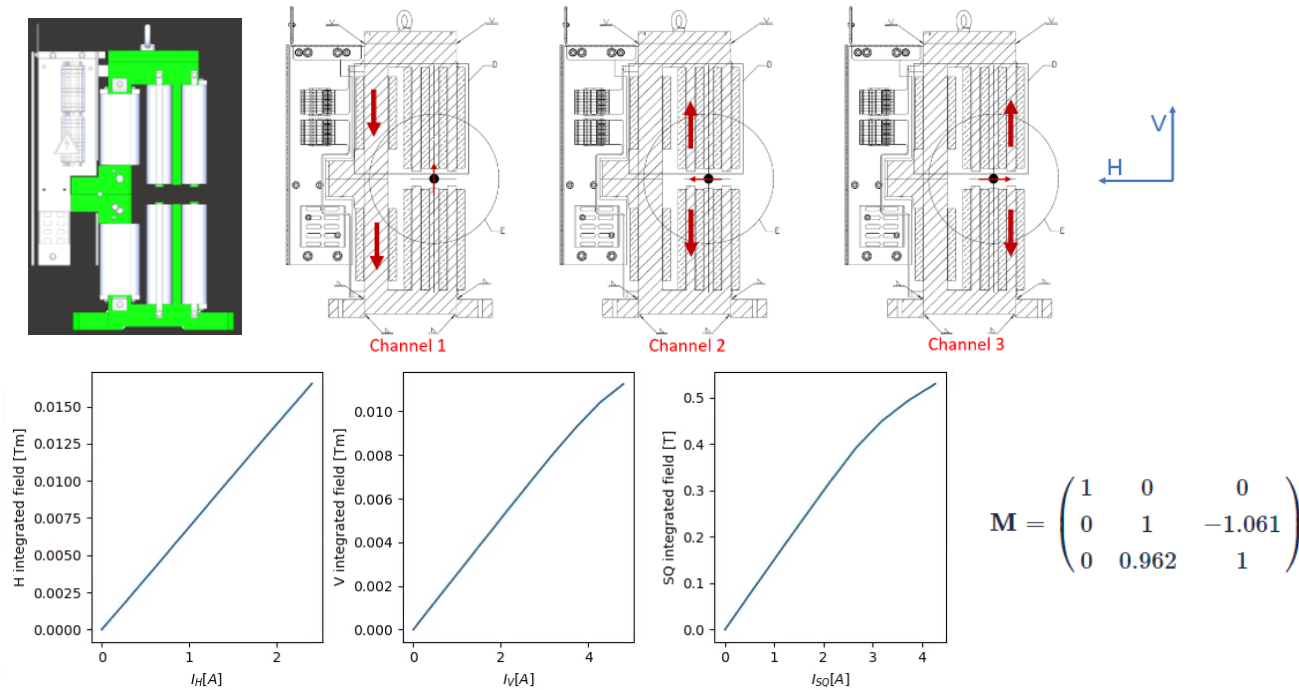 V
V
V
V
V
V
D
D
D
E
E
E
V
H
Channel 1
Channel 2
Channel 3
H integrated field [Tm]
0.0150
0.0125
0.0100
0.0075
0.0050
0.0025
0.0000
0 1 2
I_H[A]
V integrated field [Tm]
0.010
0.008
0.006
0.004
0.002
0.000
0 2 4
I_V[A]
SQ integrated field [T]
0.5
0.4
0.3
0.2
0.1
0.0
0 1 2 3 4
I_SQ[A]
M = ( 1 0 0
0 1 −1.061
0 0.962 1 )